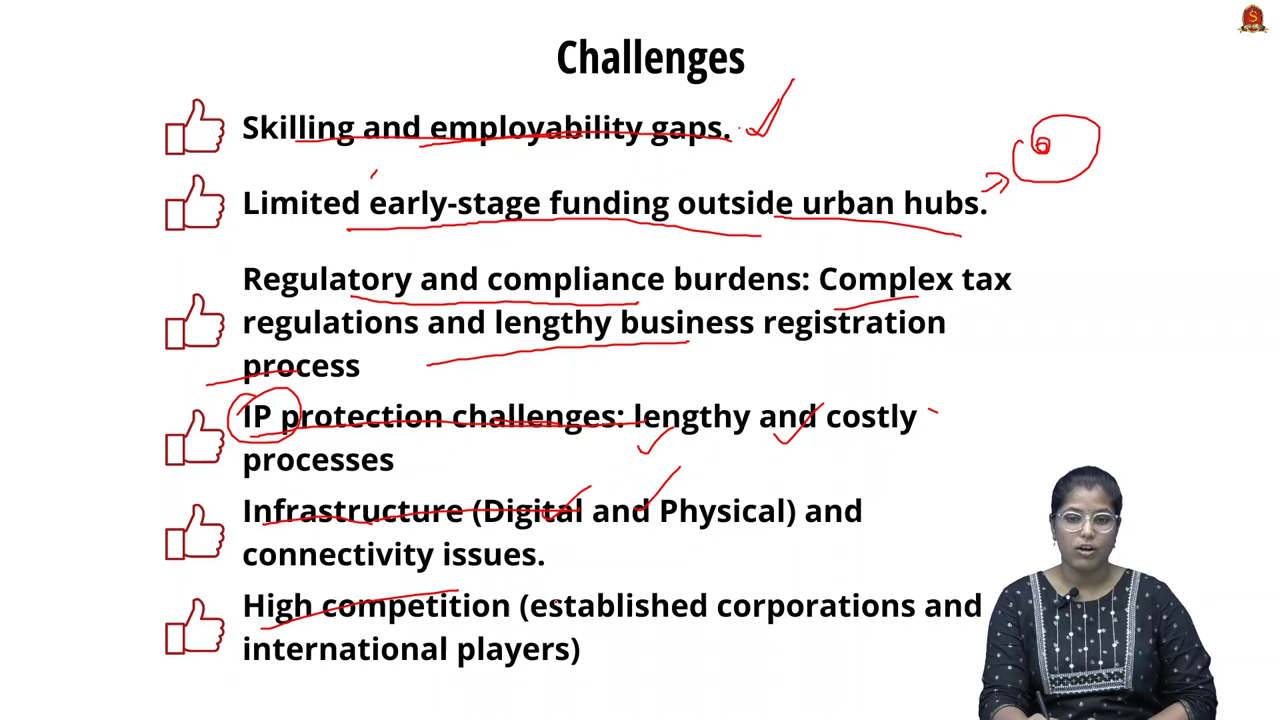 Challenges
Skilling and employability gaps.
Limited early-stage funding outside urban hubs.
Regulatory and compliance burdens: Complex tax
regulations and lengthy business registration
process
IP protection challenges: lengthy and costly
processes
Infrastructure (Digital and Physical) and
connectivity issues.
High competition (established corporations and
international players)